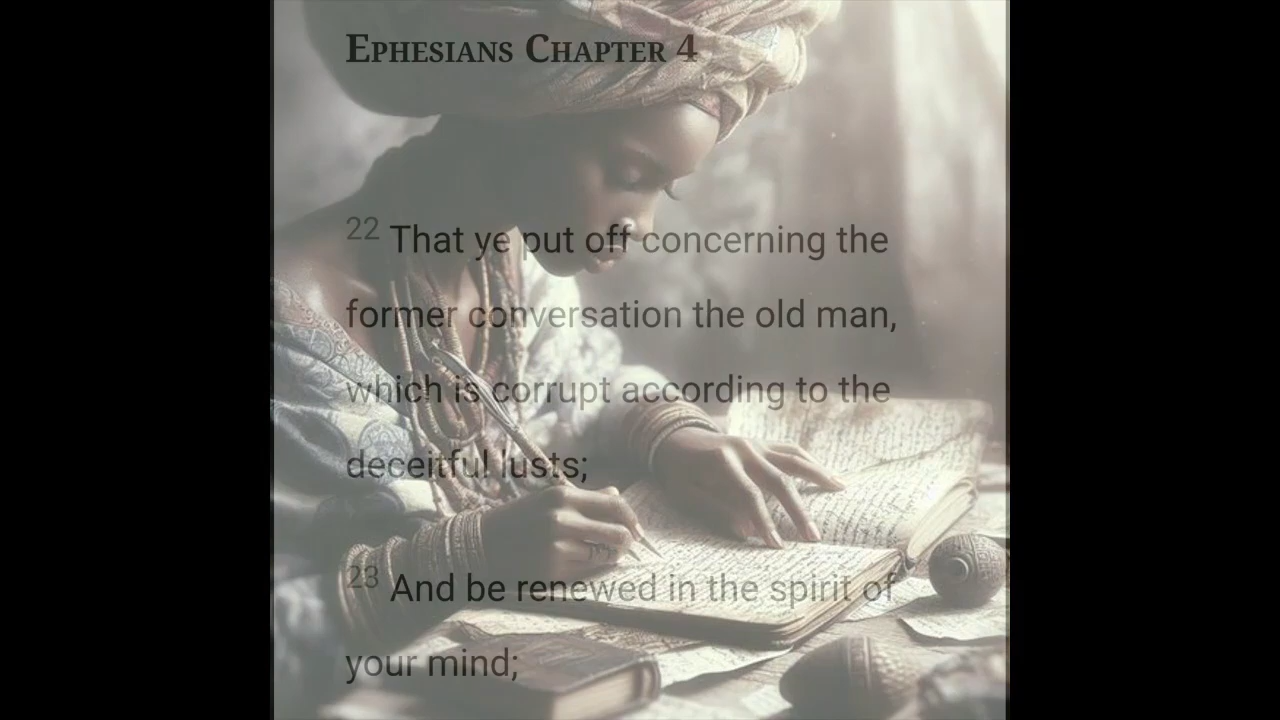 Ephesians Chapter 4
22 That ye put off concerning the
former conversation the old man,
which is corrupt according to the
deceitful lusts;
23 And be renewed in the spirit of
your mind;